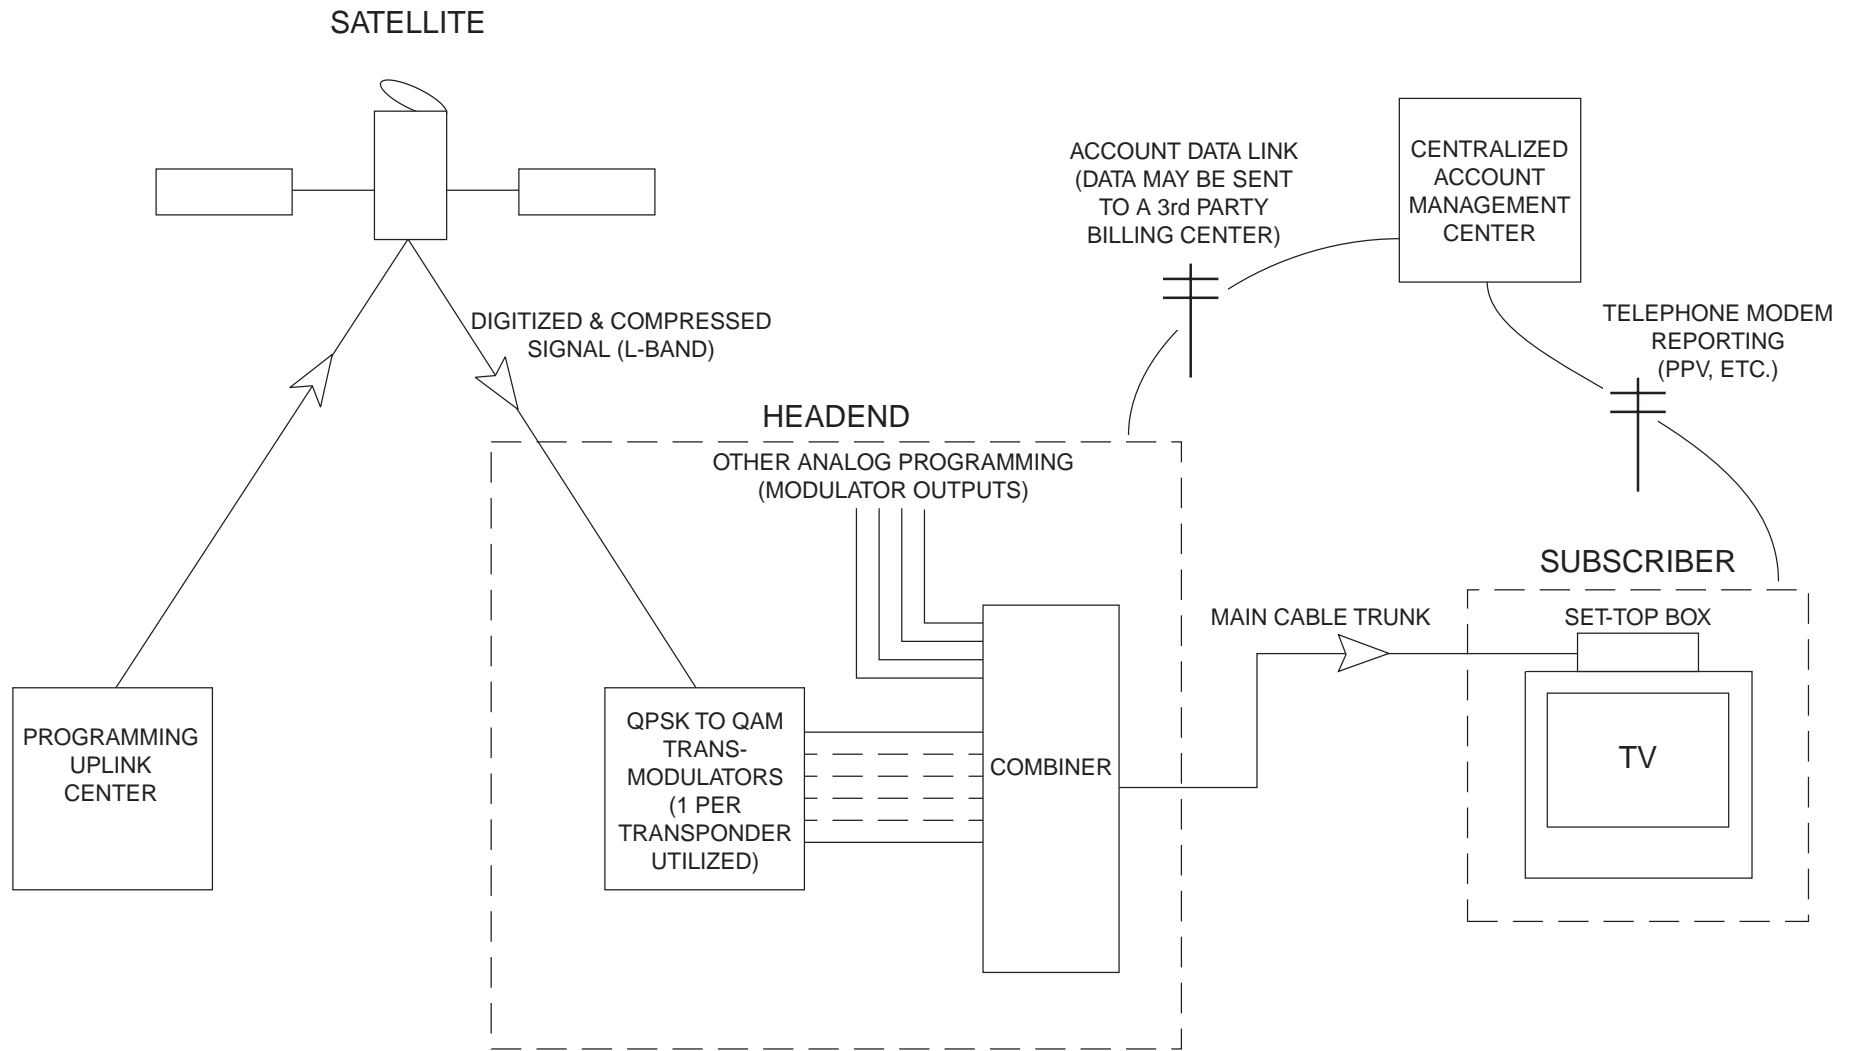 SATELLITE
ACCOUNT DATA LINK
(DATA MAY BE SENT
TO A 3rd PARTY
BILLING CENTER)
CENTRALIZED
ACCOUNT
MANAGEMENT
CENTER
DIGITIZED & COMPRESSED
SIGNAL (L-BAND)
TELEPHONE MODEM
REPORTING
(PPV, ETC.)
HEADEND
OTHER ANALOG PROGRAMMING
(MODULATOR OUTPUTS)
SUBSCRIBER
MAIN CABLE TRUNK
SET-TOP BOX
PROGRAMMING
UPLINK
CENTER
QPSK TO QAM
TRANS-
MODULATORS
(1 PER
TRANSPONDER
UTILIZED)
COMBINER
TV